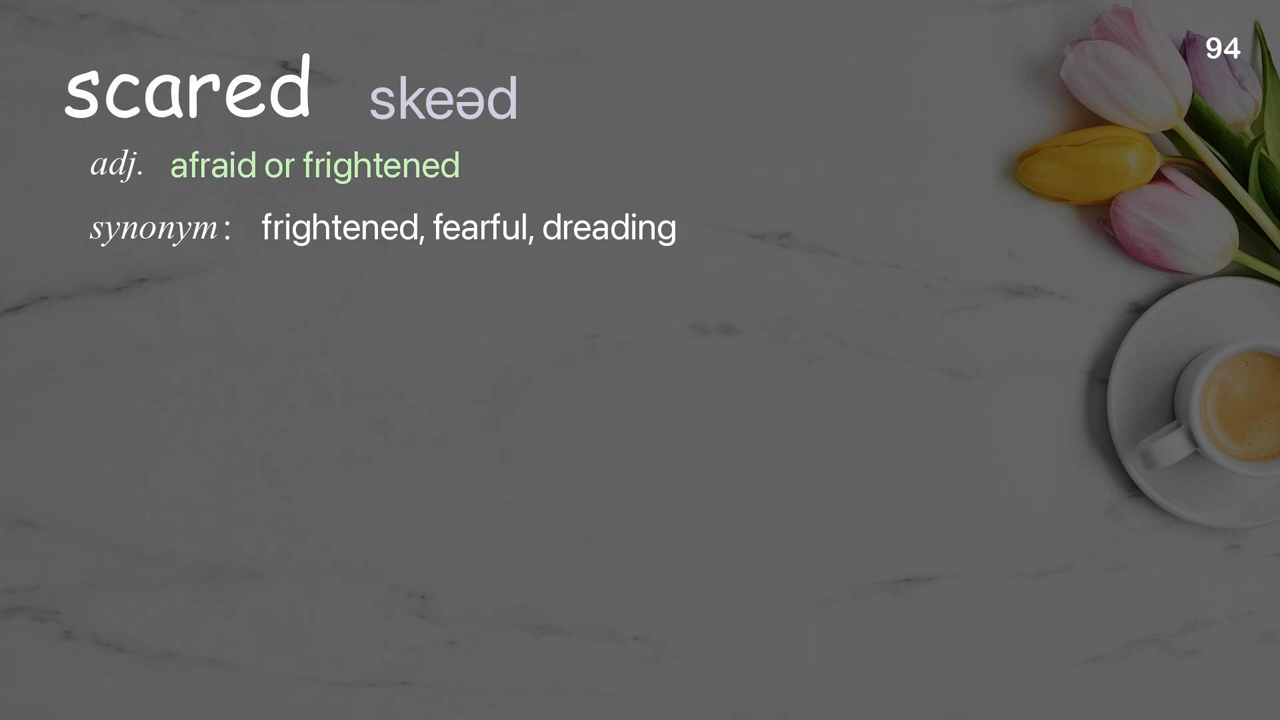 94
scared skeəd
adj. afraid or frightened
synonym: frightened, fearful, dreading